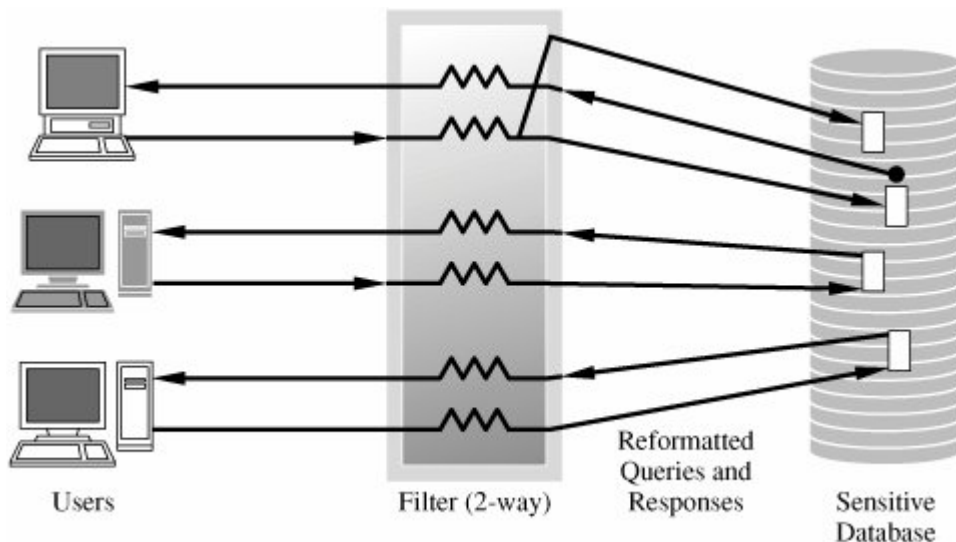 Users
Filter (2-way)
Reformatted
Queries and
Responses
Sensitive
Database